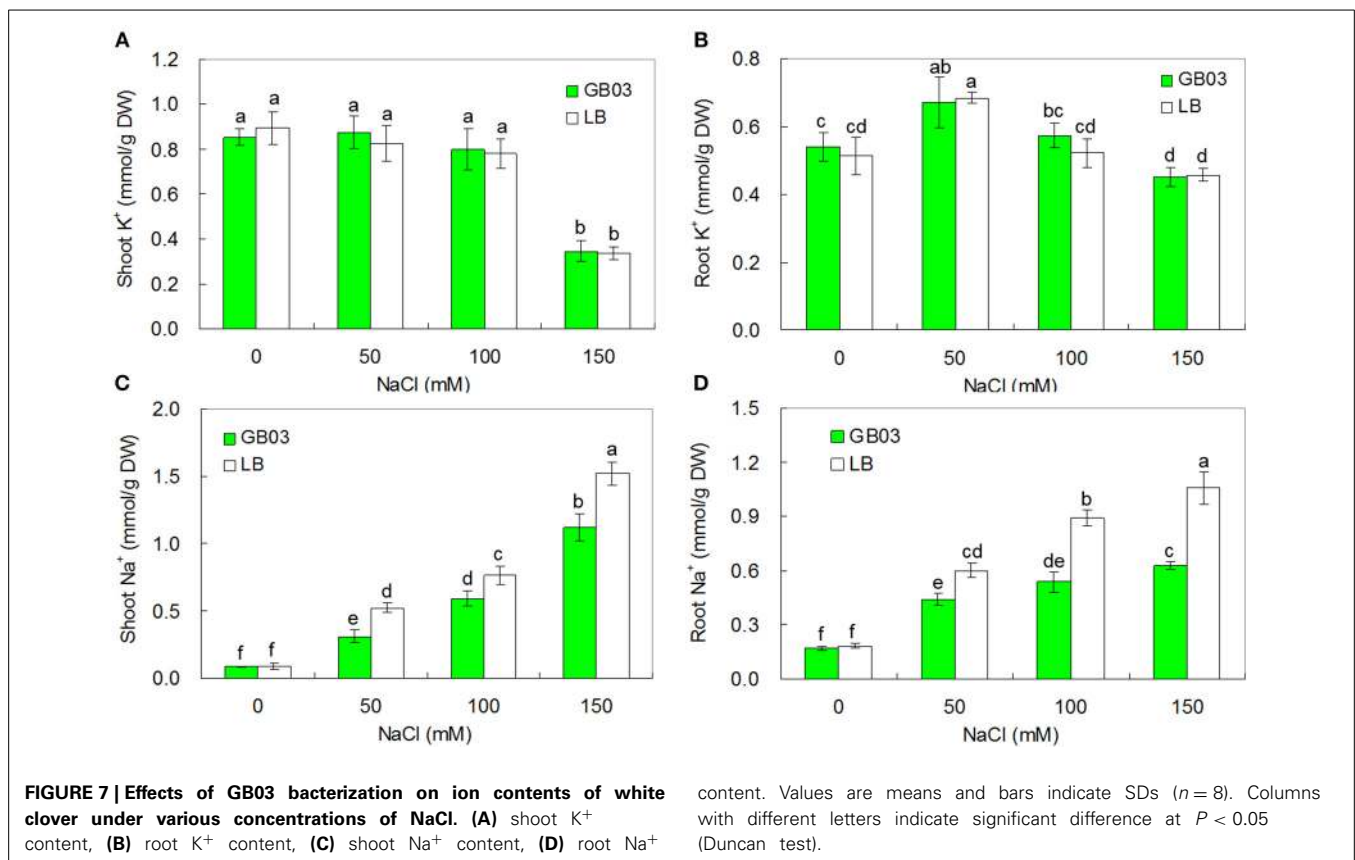 A
1.2
1.0
0.8
0.6
0.4
0.2
0.0
Shoot K⁺ (mmol/g DW)
GB03
LB
a a a a a a b b
0 50 100 150
NaCl (mM)
B
0.8
0.6
0.4
0.2
0.0
Root K⁺ (mmol/g DW)
GB03
LB
c cd ab a bc cd d d
0 50 100 150
NaCl (mM)
C
2.0
1.5
1.0
0.5
0.0
Shoot Na⁺ (mmol/g DW)
GB03
LB
f f e d d c b a
0 50 100 150
NaCl (mM)
D
1.5
1.2
0.9
0.6
0.3
0.0
Root Na⁺ (mmol/g DW)
GB03
LB
f f e cd de b c a
0 50 100 150
NaCl (mM)
FIGURE 7 | Effects of GB03 bacterization on ion contents of white
clover under various concentrations of NaCl. (A) shoot K⁺
content, (B) root K⁺ content, (C) shoot Na⁺ content, (D) root Na⁺
content. Values are means and bars indicate SDs (n = 8). Columns
with different letters indicate significant difference at P < 0.05
(Duncan test).